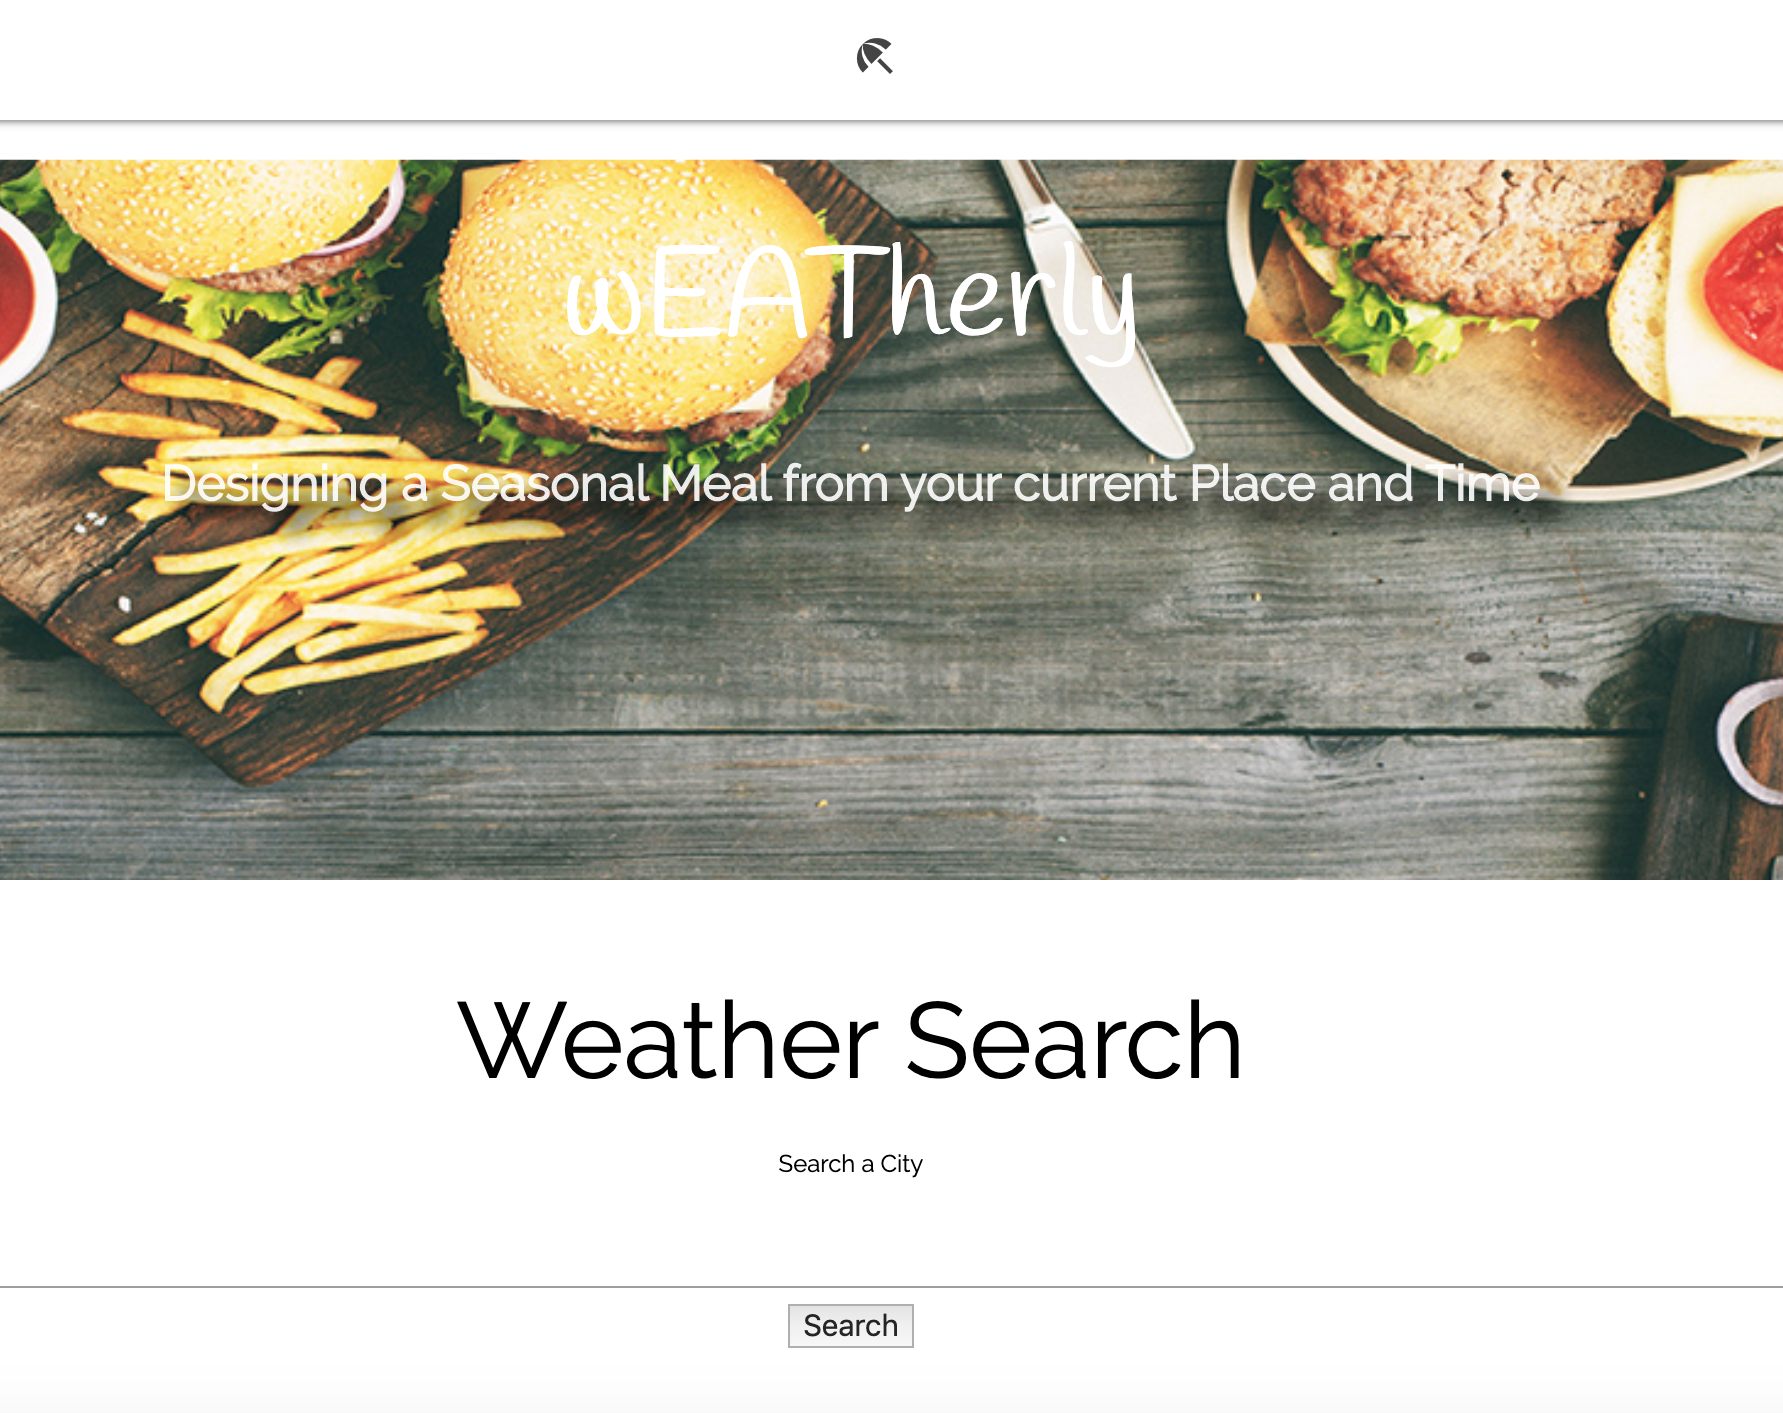 wEATherly
Designing a Seasonal Meal from your current Place and Time
Weather Search
Search a City
Search